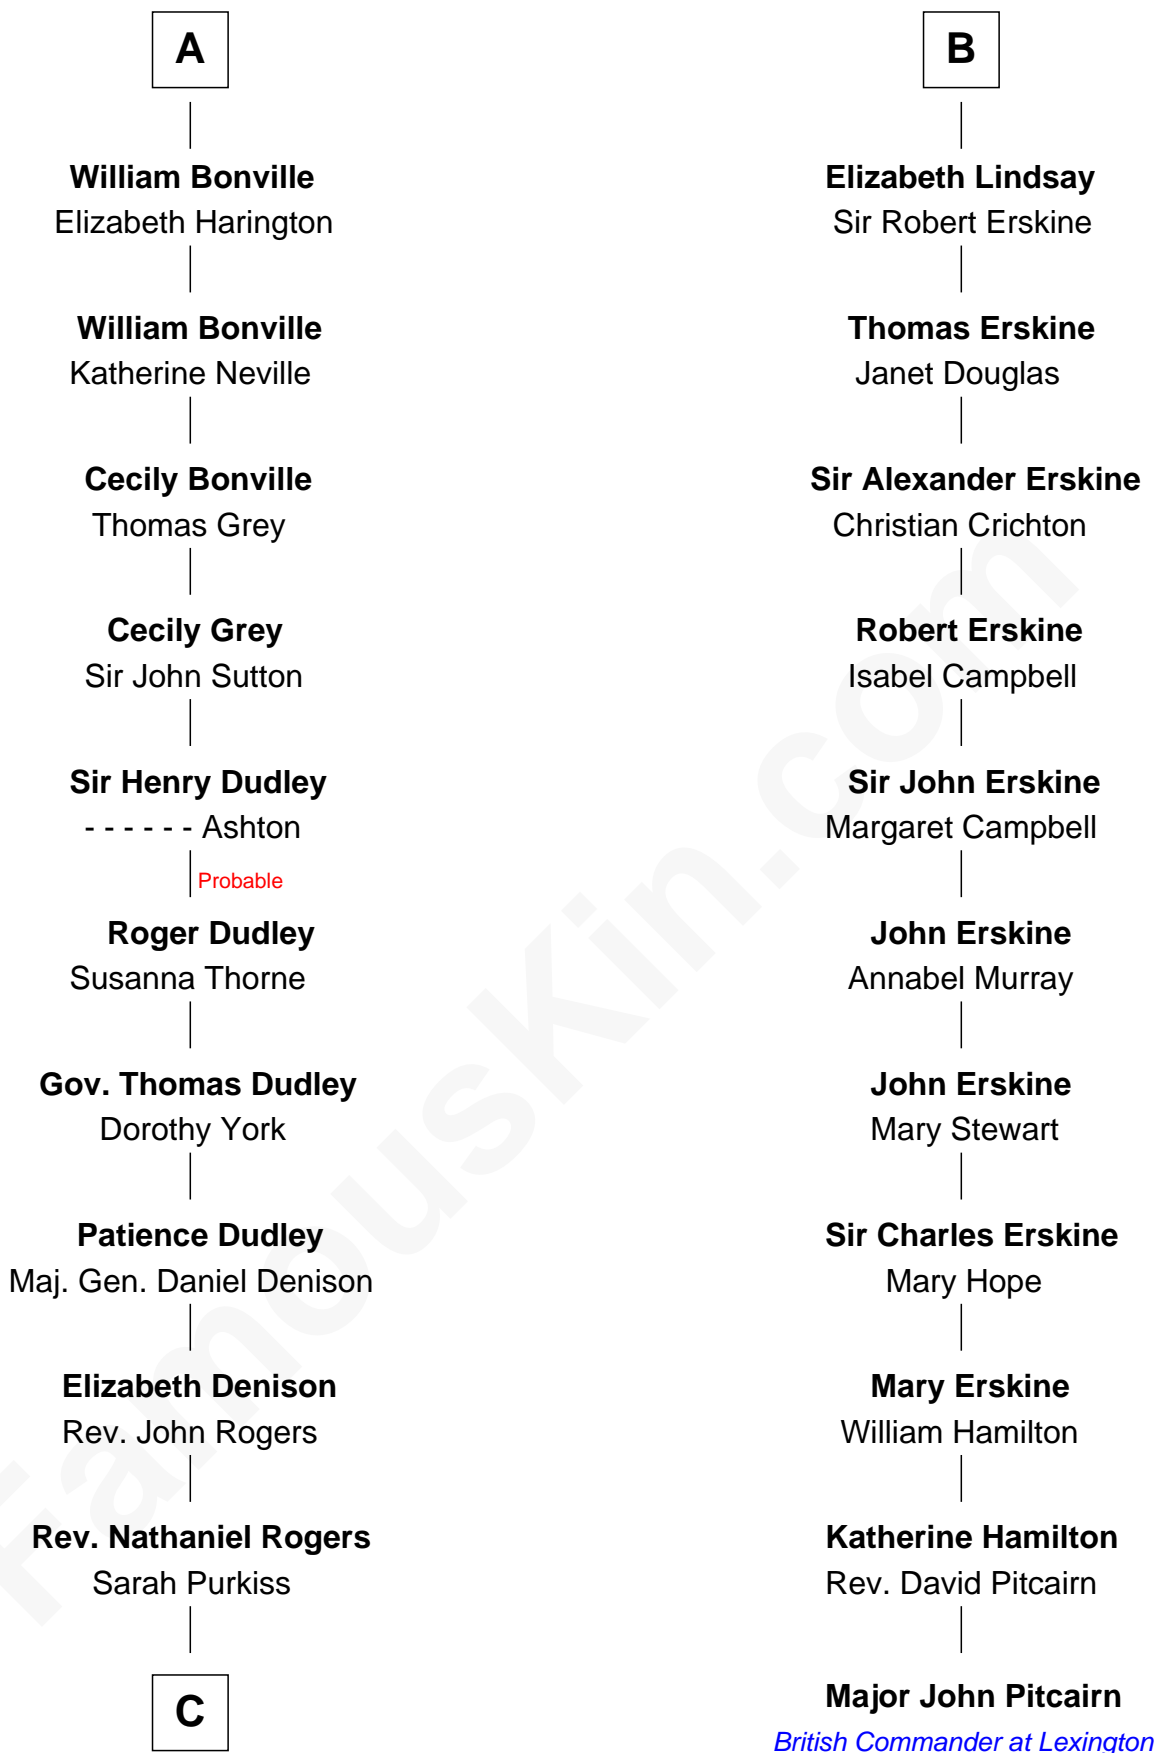 A
William Bonville
Elizabeth Harington
William Bonville
Katherine Neville
Cecily Bonville
Thomas Grey
Cecily Grey
Sir John Sutton
Sir Henry Dudley
- - - - - - Ashton
Probable
Roger Dudley
Susanna Thorne
Gov. Thomas Dudley
Dorothy York
Patience Dudley
Maj. Gen. Daniel Denison
Elizabeth Denison
Rev. John Rogers
Rev. Nathaniel Rogers
Sarah Purkiss
C
B
Elizabeth Lindsay
Sir Robert Erskine
Thomas Erskine
Janet Douglas
Sir Alexander Erskine
Christian Crichton
Robert Erskine
Isabel Campbell
Sir John Erskine
Margaret Campbell
John Erskine
Annabel Murray
John Erskine
Mary Stewart
Sir Charles Erskine
Mary Hope
Mary Erskine
William Hamilton
Katherine Hamilton
Rev. David Pitcairn
Major John Pitcairn
British Commander at Lexington
FamousKin.com